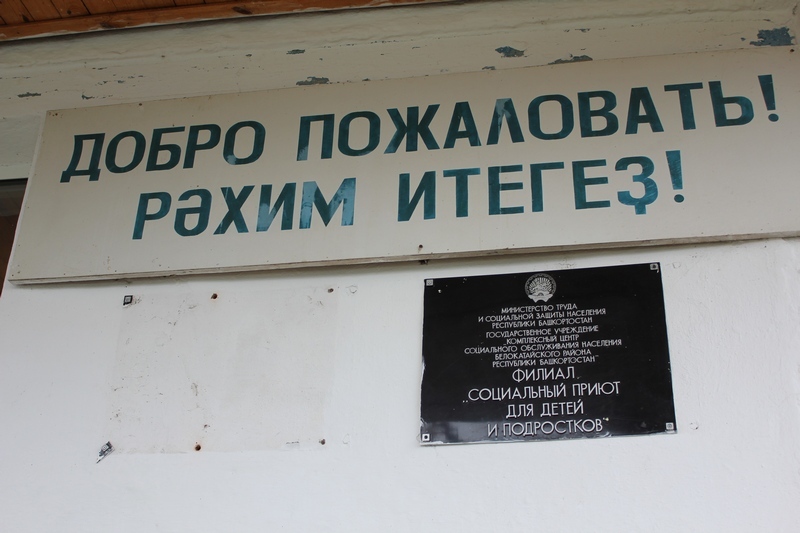 ДОБРО ПОЖАЛОВАТЬ!
РӘХИМ ИТЕГЕҘ!
МИНИСТЕРСТВО ТРУДА
И СОЦИАЛЬНОЙ ЗАЩИТЫ НАСЕЛЕНИЯ
РЕСПУБЛИКИ БАШКОРТОСТАН
ГОСУДАРСТВЕННОЕ УЧРЕЖДЕНИЕ
"КОМПЛЕКСНЫЙ ЦЕНТР
СОЦИАЛЬНОГО ОБСЛУЖИВАНИЯ НАСЕЛЕНИЯ
БЕЛОКАТАЙСКОГО РАЙОНА
РЕСПУБЛИКИ БАШКОРТОСТАН"
ФИЛИАЛ
„СОЦИАЛЬНЫЙ ПРИЮТ
ДЛЯ ДЕТЕЙ
И ПОДРОСТКОВ"